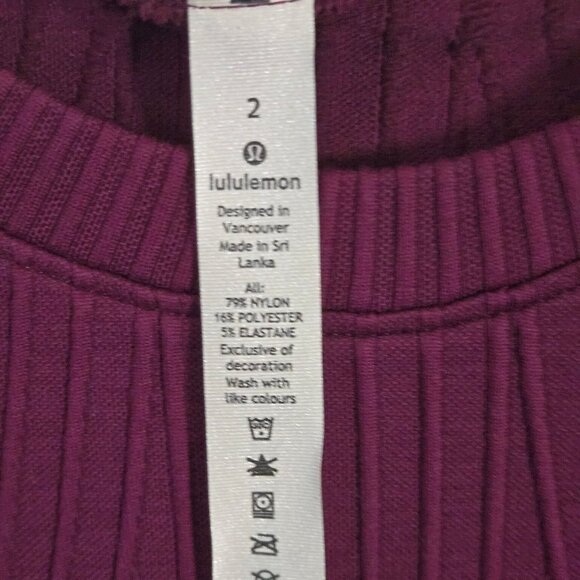 2
lululemon
Designed in
Vancouver
Made in Sri
Lanka
All:
79% NYLON
16% POLYESTER
5% ELASTANE
Exclusive of
decoration
Wash with
like colours